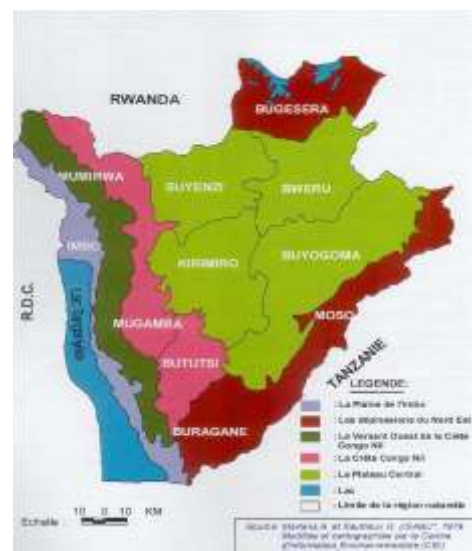 RWANDA
BUGESERA
MUMIRWA
BUYENZI
BWERU
IMBO
KIRIMIRO
BUYOGOMA
R.D.C.
MUGAMBA
MOSO
BUTUTSI
TANZANIE
BURAGANE
LEGENDE:
: La Plaine de l'Imbo
: Les dépressions du Nord Est
: Le Versant Ouest de la Crête
Congo Nil
: La Crête Congo Nil
: Le Plateau Central
: Lac
: Limite de la région naturelle
Echelle
10 0 10 KM